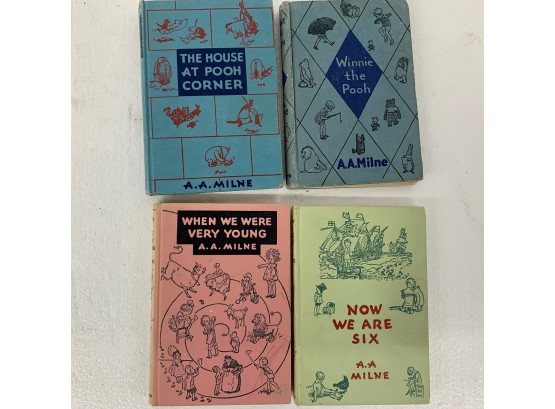 THE HOUSE
AT POOH
CORNER
A.A. MILNE
Winnie
the
Pooh
A.A.Milne
WHEN WE WERE
VERY YOUNG
A.A. MILNE
NOW
WE ARE
SIX
A.A
MILNE